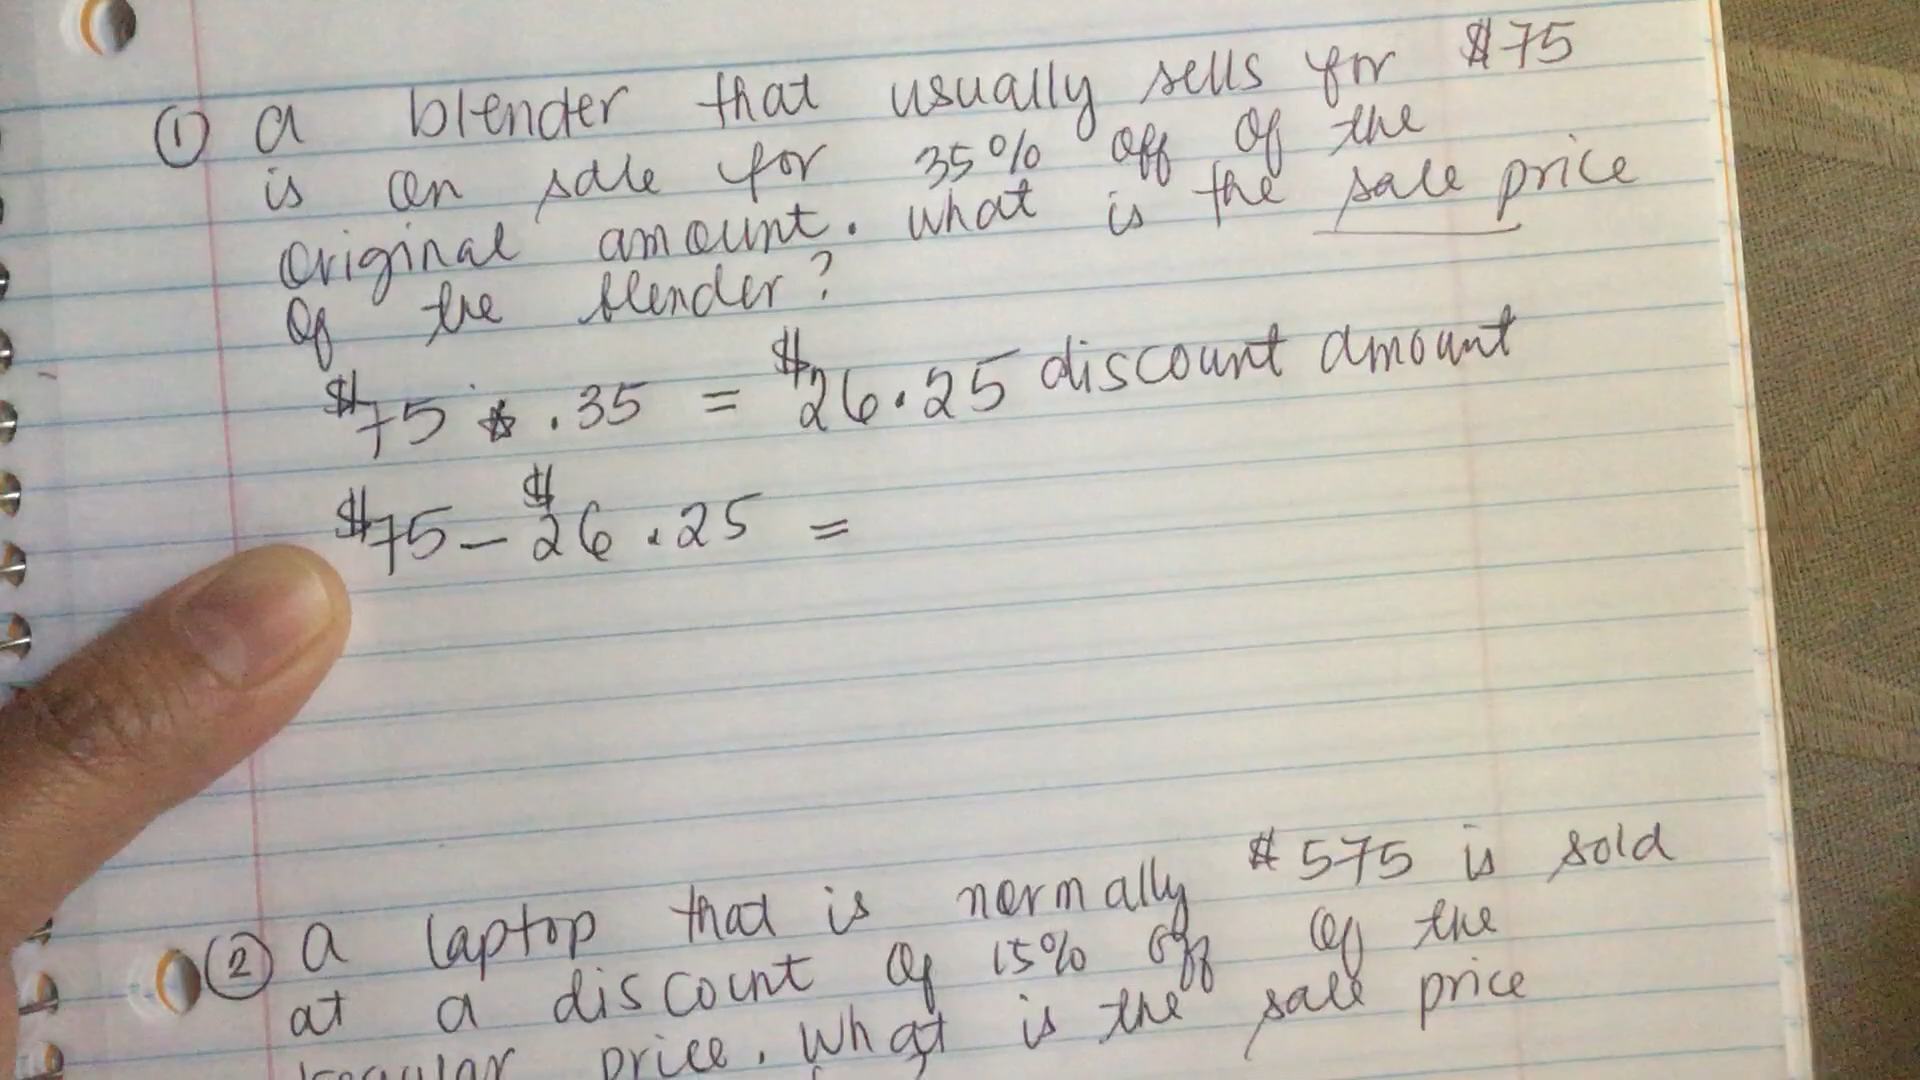 ① a blender that usually sells for $75
is on sale for 35% off of the
original amount. What is the sale price
of the blender?
$75 * .35 = $26.25 discount amount
$75 - $26.25 =
② a laptop that is normally $575 is sold
at a discount of 15% off of the
regular price. What is the sale price